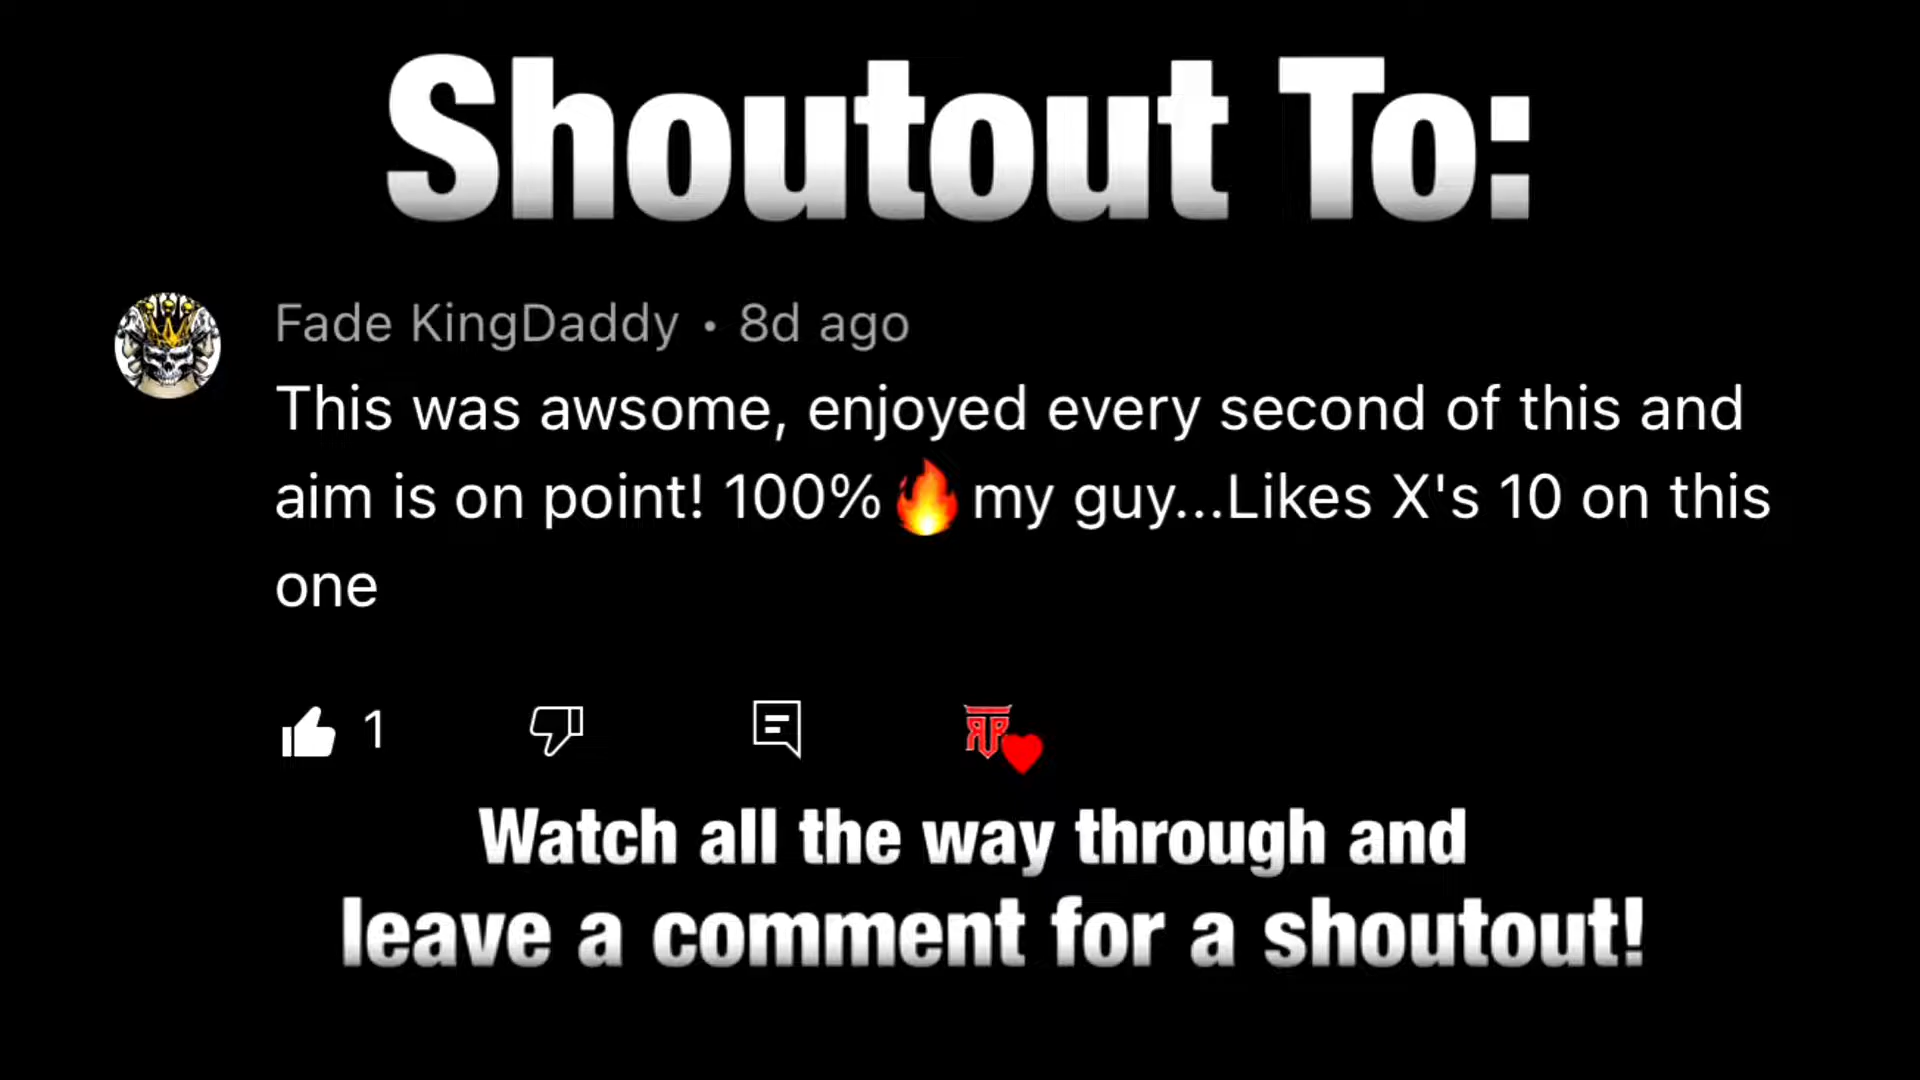 Shoutout To:
Fade KingDaddy • 8d ago
This was awsome, enjoyed every second of this and
aim is on point! 100%🔥my guy...Likes X's 10 on this
one
1
Watch all the way through and
leave a comment for a shoutout!